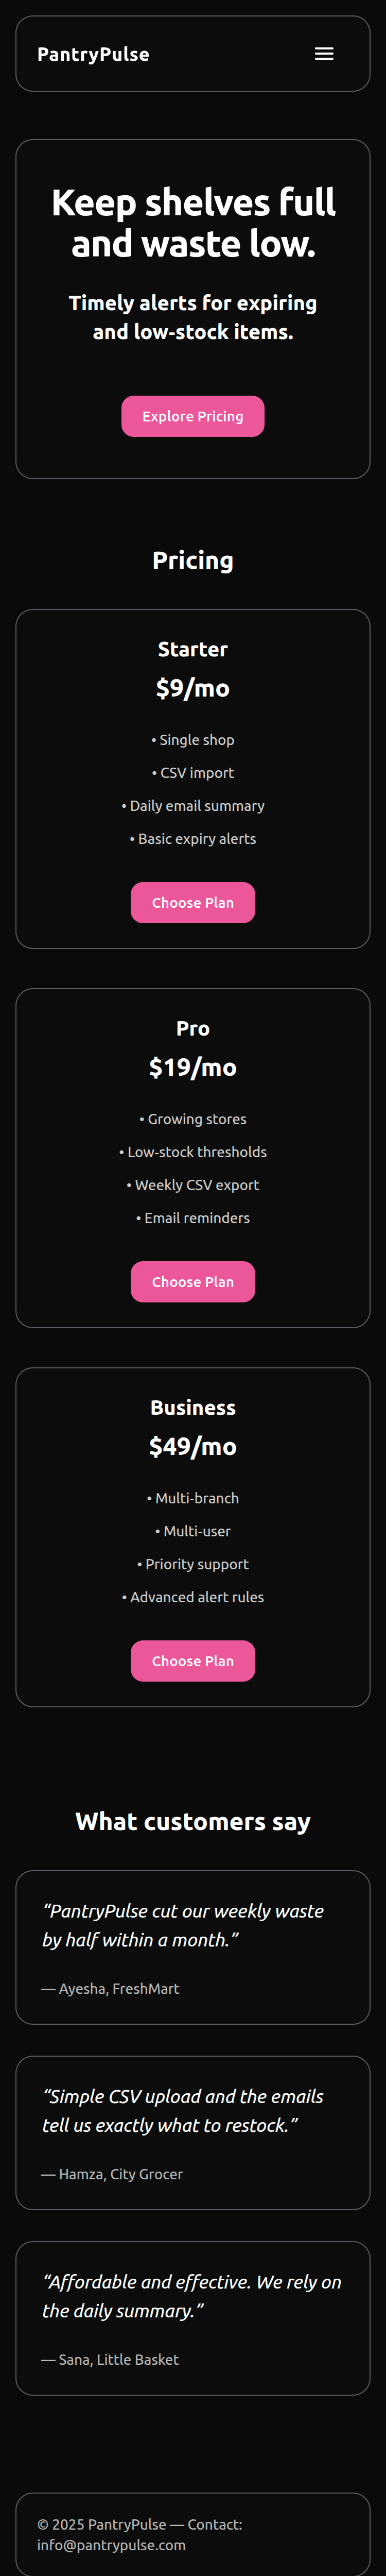 PantryPulse
Keep shelves full
and waste low.
Timely alerts for expiring
and low-stock items.
Explore Pricing
Pricing
Starter
$9/mo
• Single shop
• CSV import
• Daily email summary
• Basic expiry alerts
Choose Plan
Pro
$19/mo
• Growing stores
• Low-stock thresholds
• Weekly CSV export
• Email reminders
Choose Plan
Business
$49/mo
• Multi-branch
• Multi-user
• Priority support
• Advanced alert rules
Choose Plan
What customers say
“PantryPulse cut our weekly waste
by half within a month.”
— Ayesha, FreshMart
“Simple CSV upload and the emails
tell us exactly what to restock.”
— Hamza, City Grocer
“Affordable and effective. We rely on
the daily summary.”
— Sana, Little Basket
© 2025 PantryPulse — Contact:
info@pantrypulse.com